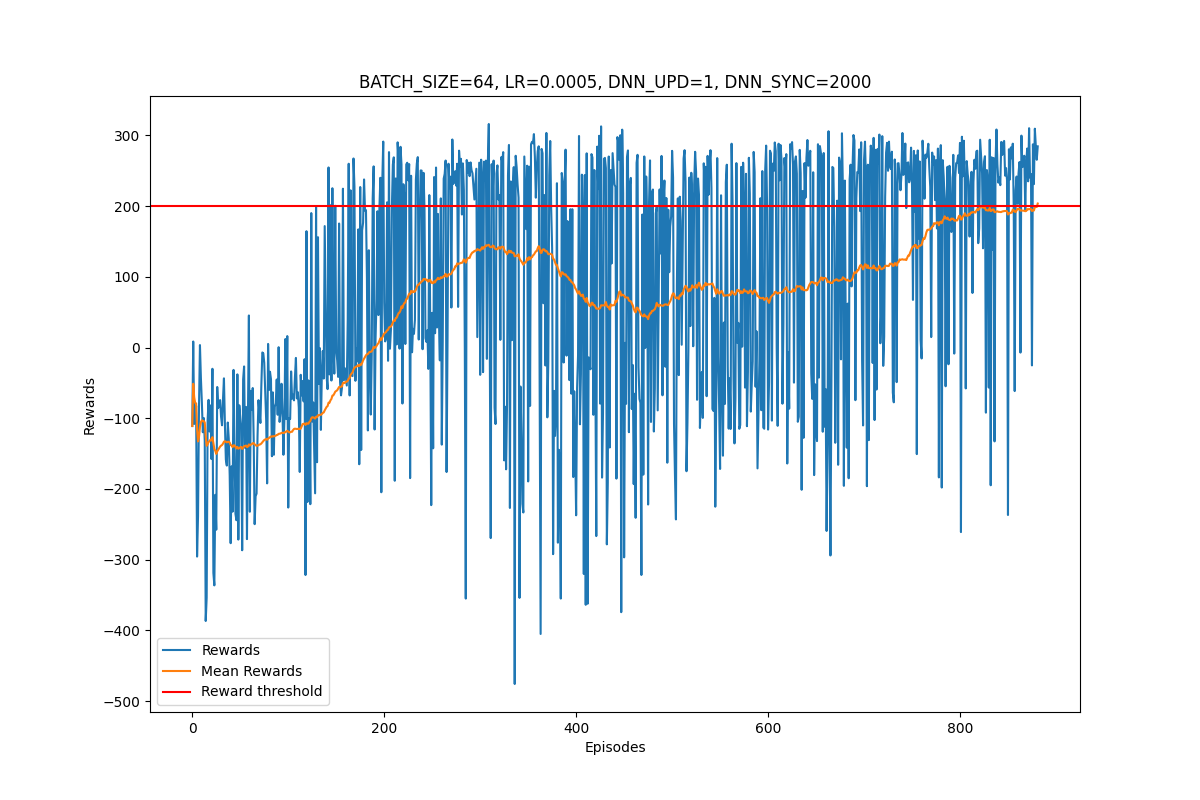 BATCH_SIZE=64, LR=0.0005, DNN_UPD=1, DNN_SYNC=2000
300
200
100
0
−100
−200
−300
−400
−500
Rewards
Rewards
Mean Rewards
Reward threshold
0 200 400 600 800
Episodes